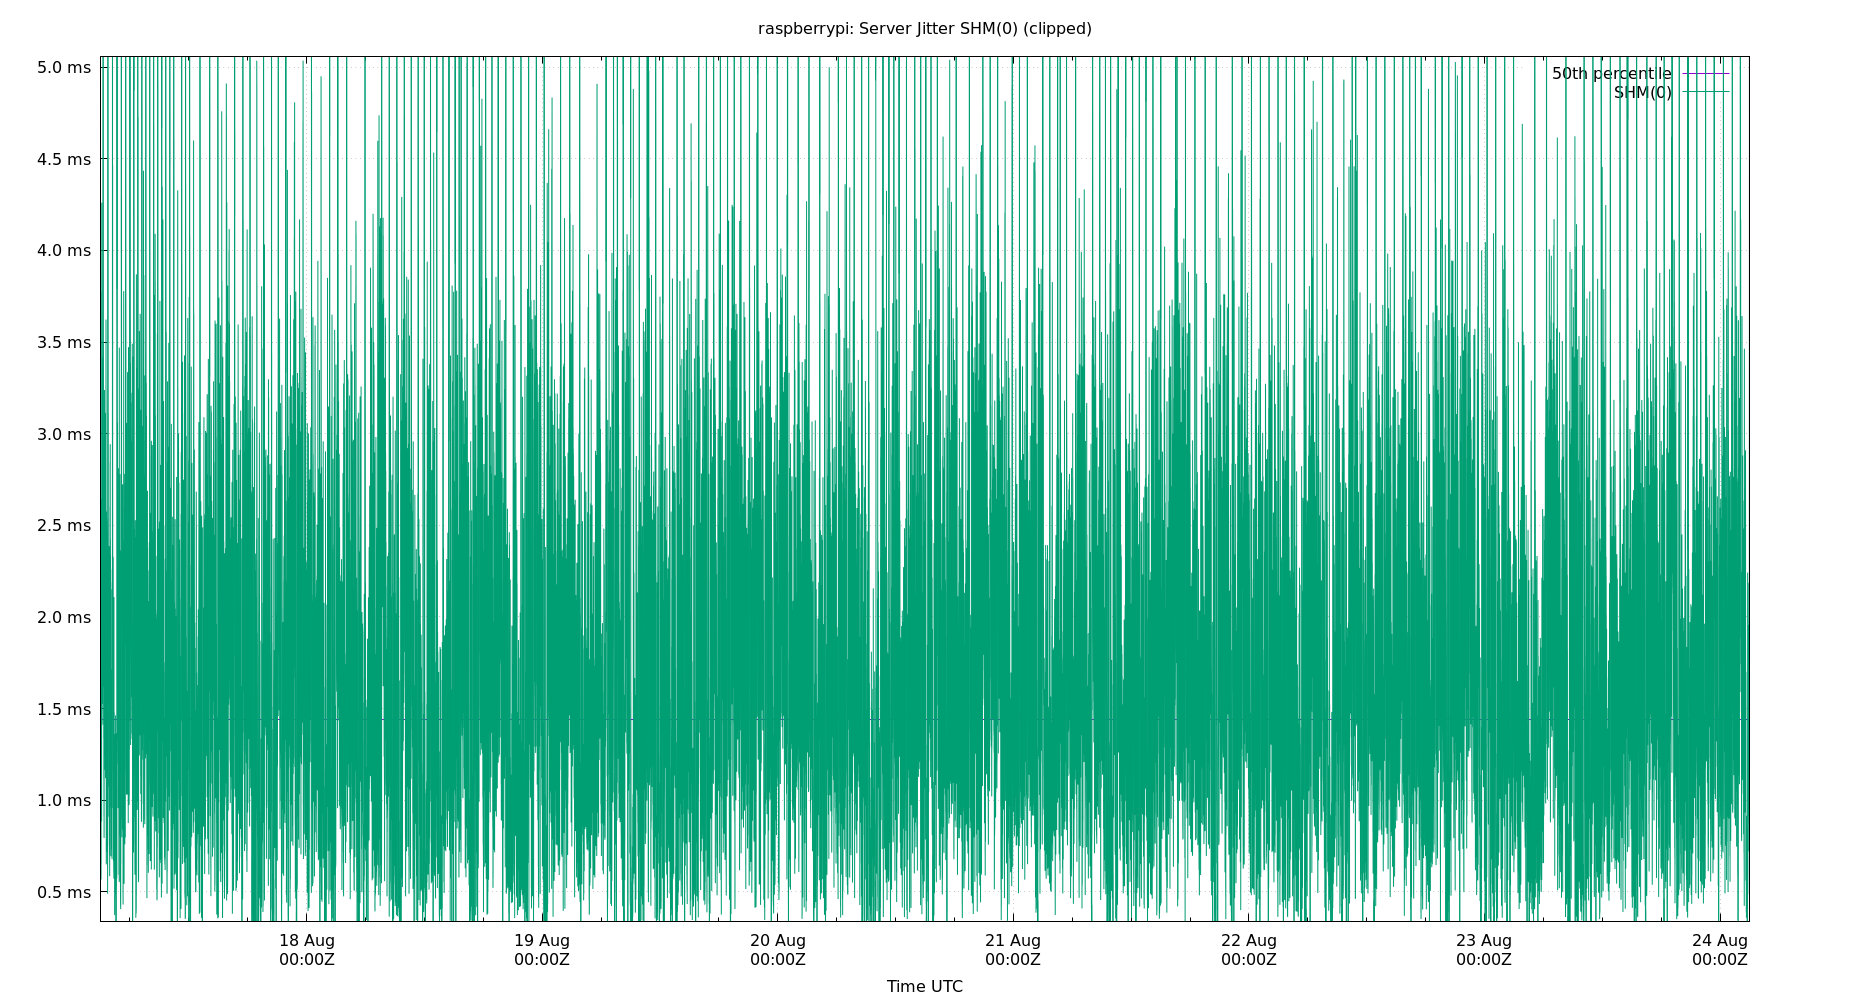 raspberrypi: Server Jitter SHM(0) (clipped)
5.0 ms
50th percentile
SHM(0)
4.5 ms
4.0 ms
3.5 ms
3.0 ms
2.5 ms
2.0 ms
1.5 ms
1.0 ms
0.5 ms
18 Aug 19 Aug 20 Aug 21 Aug 22 Aug 23 Aug 24 Aug
00:00Z 00:00Z 00:00Z 00:00Z 00:00Z 00:00Z 00:00Z
Time UTC